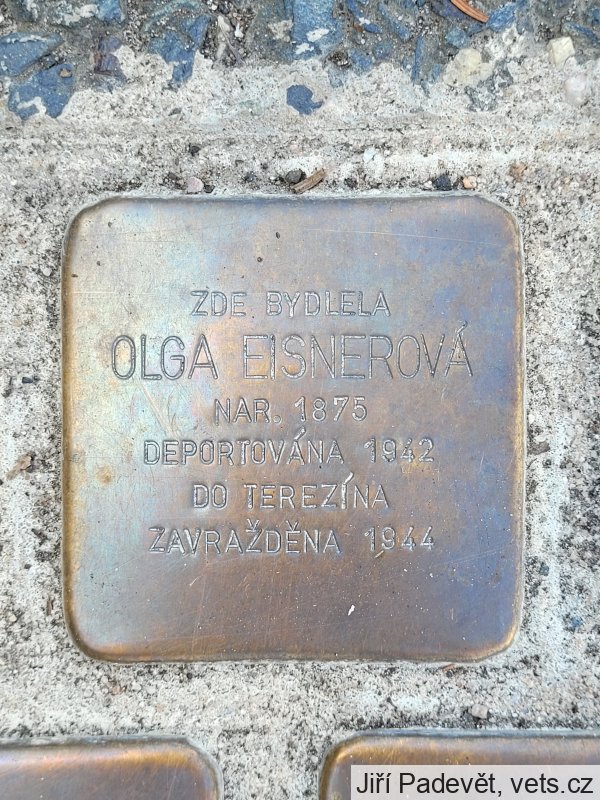 ZDE BYDLELA
OLGA EISNEROVÁ
NAR. 1875
DEPORTOVÁNA 1942
DO TEREZÍNA
ZAVRAŽDĚNA 1944
Jiří Padevět, vets.cz